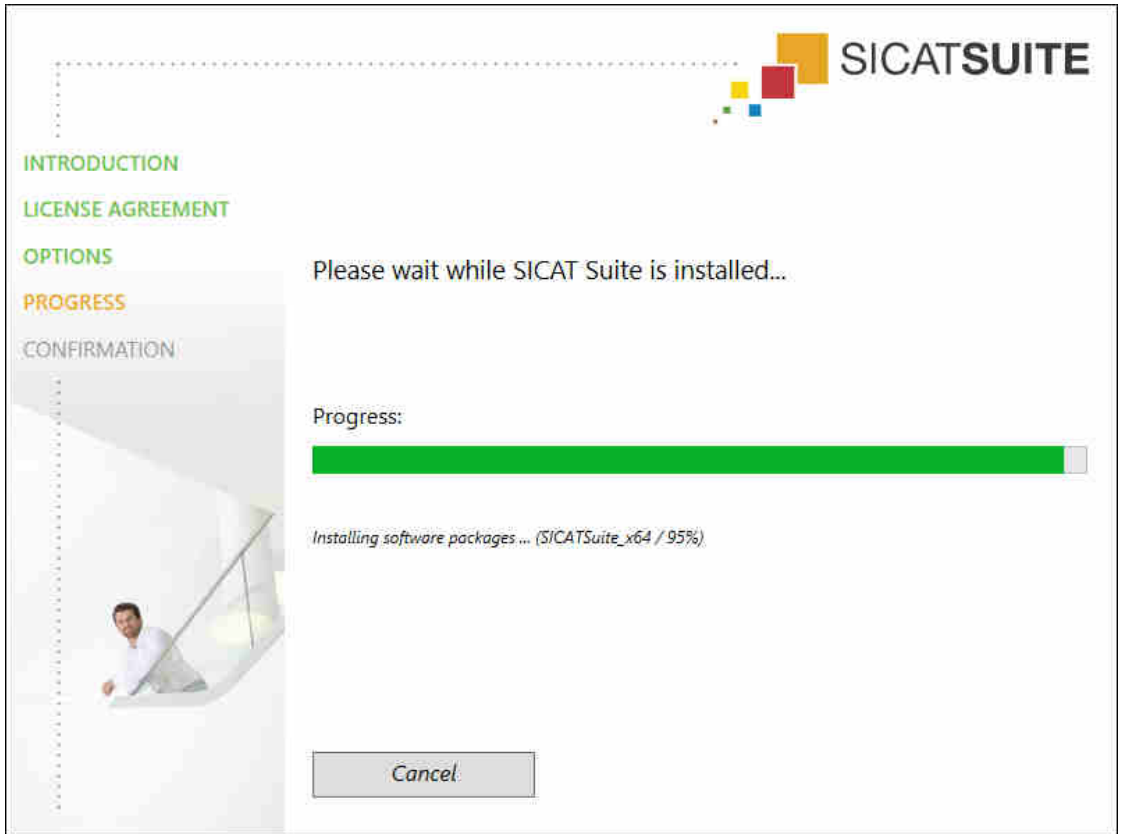 SICATSUITE
INTRODUCTION
LICENSE AGREEMENT
OPTIONS
PROGRESS
CONFIRMATION
Please wait while SICAT Suite is installed...
Progress:
Installing software packages ... (SICATSuite_x64 / 95%)
Cancel